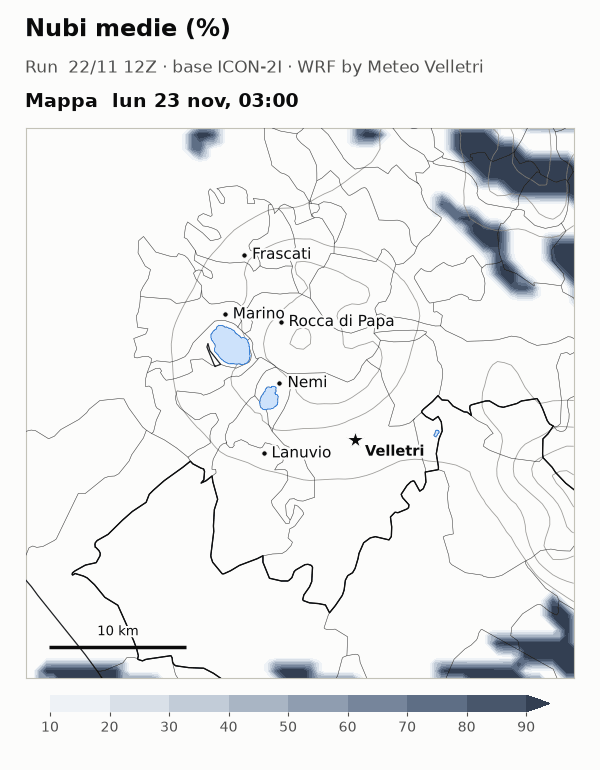 Nubi medie (%)
Run  22/11 12Z · base ICON-2I · WRF by Meteo Velletri
Mappa  lun 23 nov, 03:00
Frascati
Marino
Rocca di Papa
Nemi
Lanuvio
Velletri
10 km
10 20 30 40 50 60 70 80 90